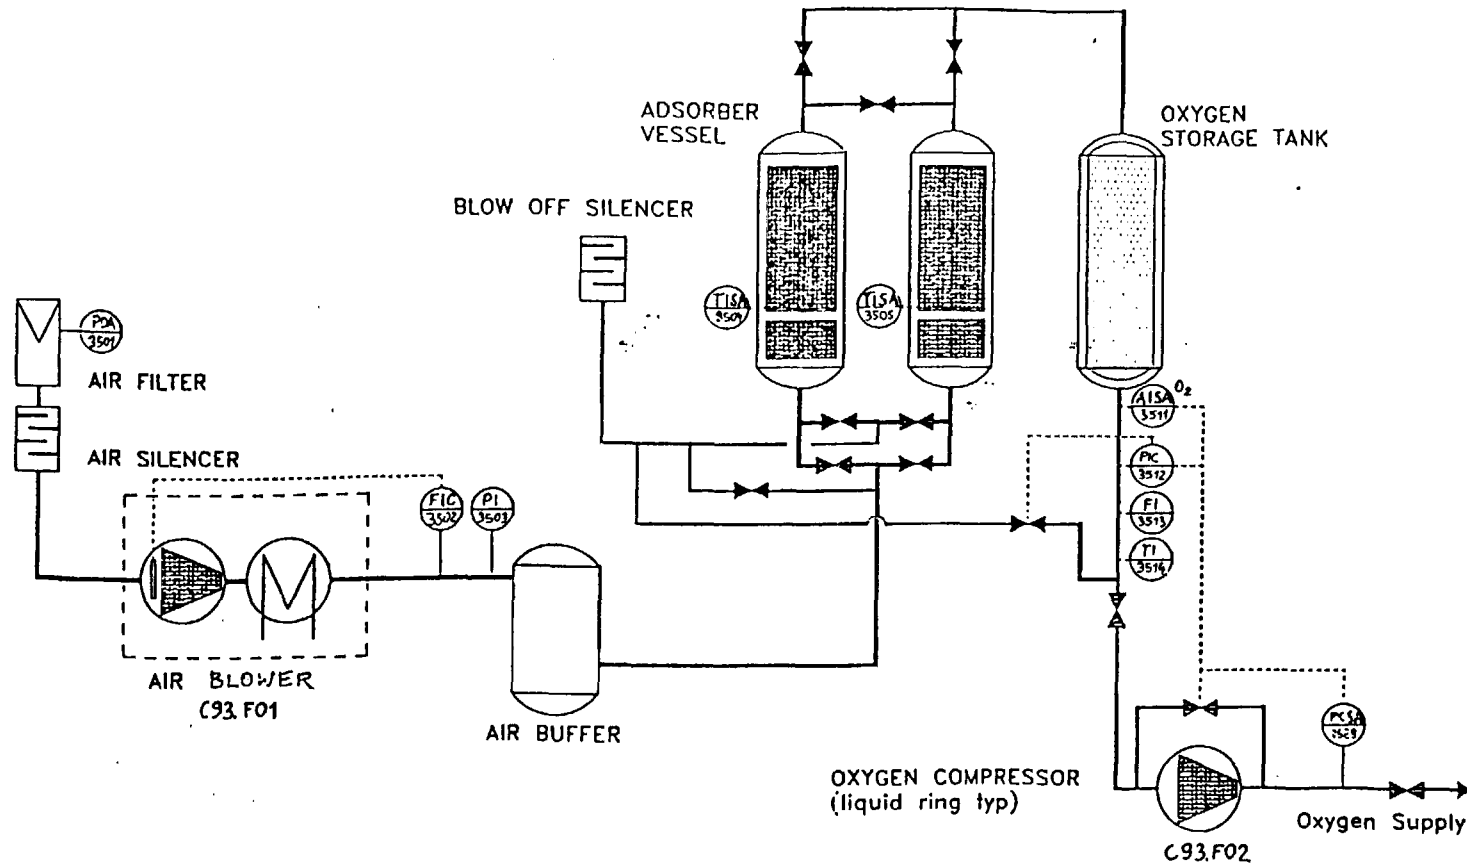 ADSORBER
VESSEL
OXYGEN
STORAGE TANK
BLOW OFF SILENCER
TISA
3504
TISA
3505
PDA
3501
AIR FILTER
AISA
3511
O2
AIR SILENCER
PIC
3512
FIC
3502
PI
3503
FI
3513
TI
3514
AIR BLOWER
C93.F01
AIR BUFFER
OXYGEN COMPRESSOR
(liquid ring typ)
Oxygen Supply
C93.F02